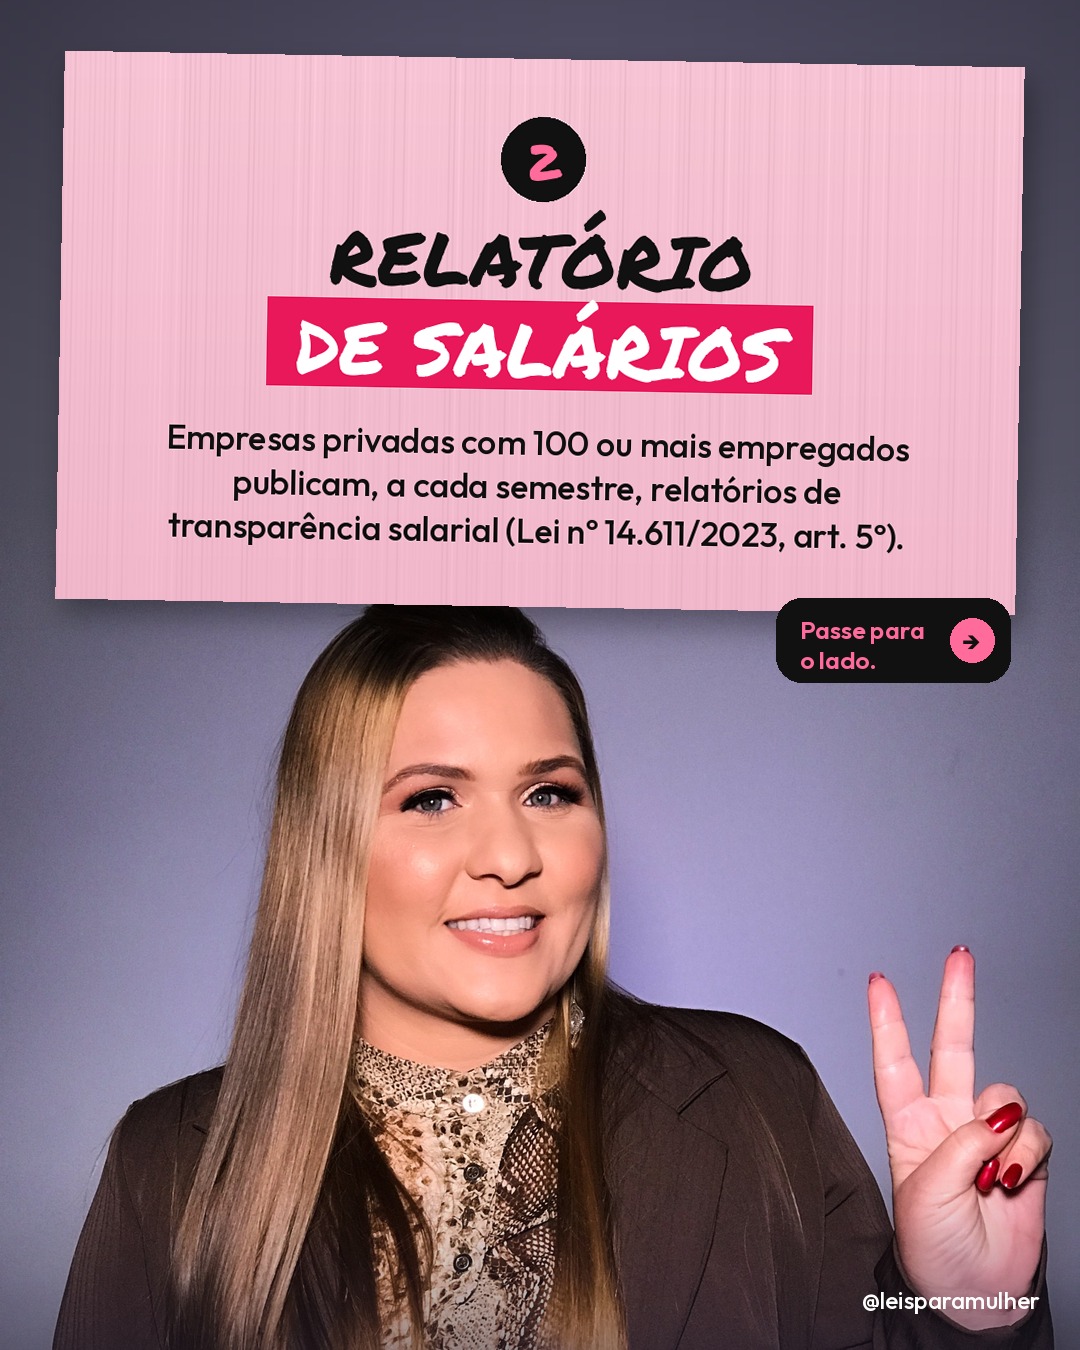 2
RELATÓRIO
DE SALÁRIOS
Empresas privadas com 100 ou mais empregados
publicam, a cada semestre, relatórios de
transparência salarial (Lei nº 14.611/2023, art. 5º).
Passe para
o lado.
@leisparamulher